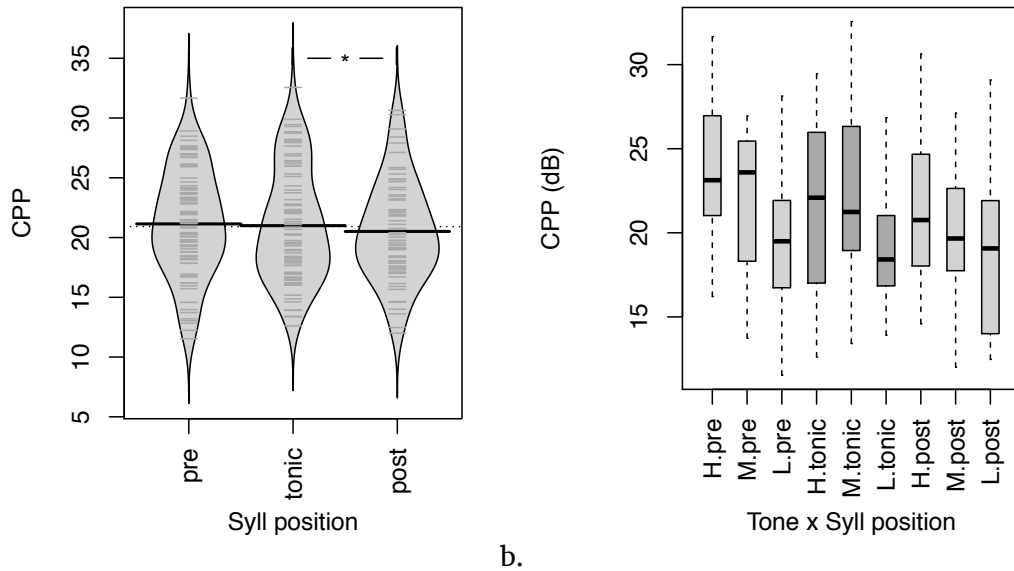 CPP
35
30
25
20
15
10
5
*
pre
tonic
post
Syll position
CPP (dB)
30
25
20
15
H.pre
M.pre
L.pre
H.tonic
M.tonic
L.tonic
H.post
M.post
L.post
Tone x Syll position
b.